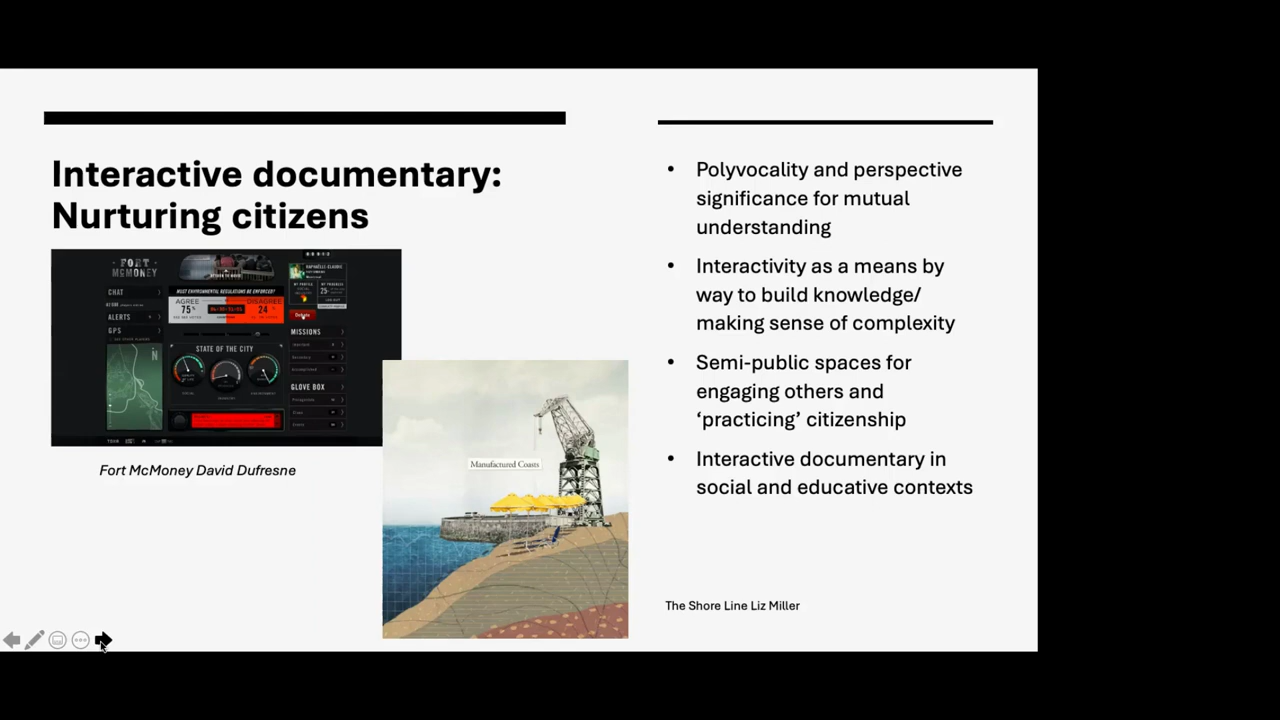 Interactive documentary:
Nurturing citizens
FORT
MCMONEY
CHAT
ALERTS
GPS
AGREE
75%
DISAGREE
24%
STATE OF THE CITY
MISSIONS
GLOVE BOX
Debate
Fort McMoney David Dufresne
Manufactured Coasts
• Polyvocality and perspective
significance for mutual
understanding
• Interactivity as a means by
way to build knowledge/
making sense of complexity
• Semi-public spaces for
engaging others and
‘practicing’ citizenship
• Interactive documentary in
social and educative contexts
The Shore Line Liz Miller